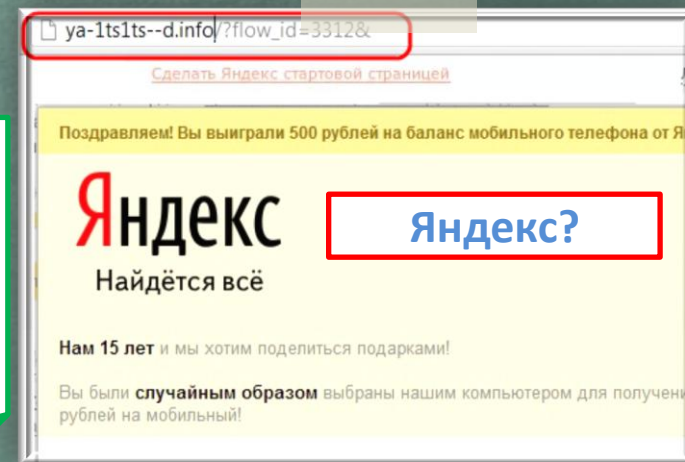 ya-1ts1ts--d.info/?flow_id=3312&
Сделать Яндекс стартовой страницей
Поздравляем! Вы выиграли 500 рублей на баланс мобильного телефона от
Яндекс
Яндекс?
Найдётся всё
Нам 15 лет и мы хотим поделиться подарками!
Вы были случайным образом выбраны нашим компьютером для
рублей на мобильный!